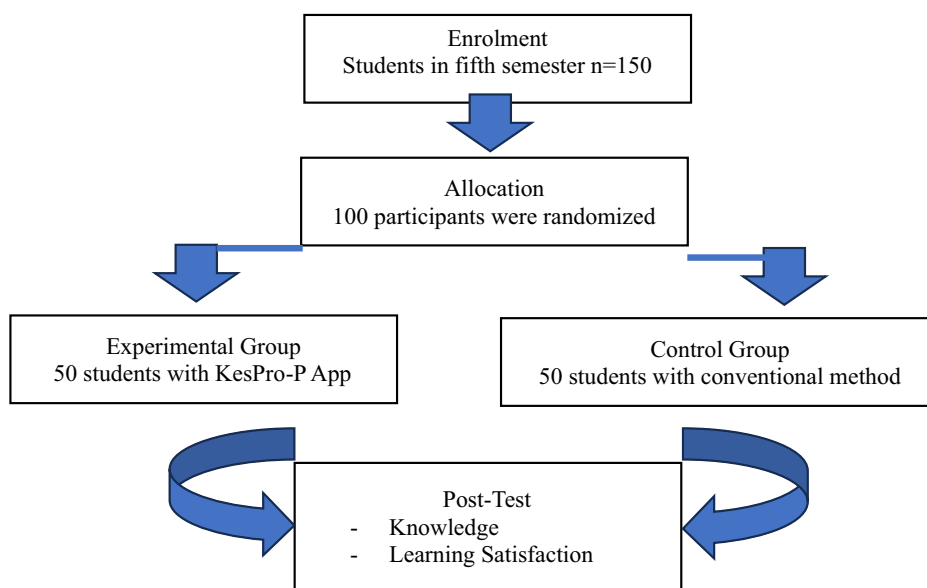 Enrolment
Students in fifth semester n=150
Allocation
100 participants were randomized
Experimental Group
50 students with KesPro-P App
Control Group
50 students with conventional method
Post-Test
- Knowledge
- Learning Satisfaction